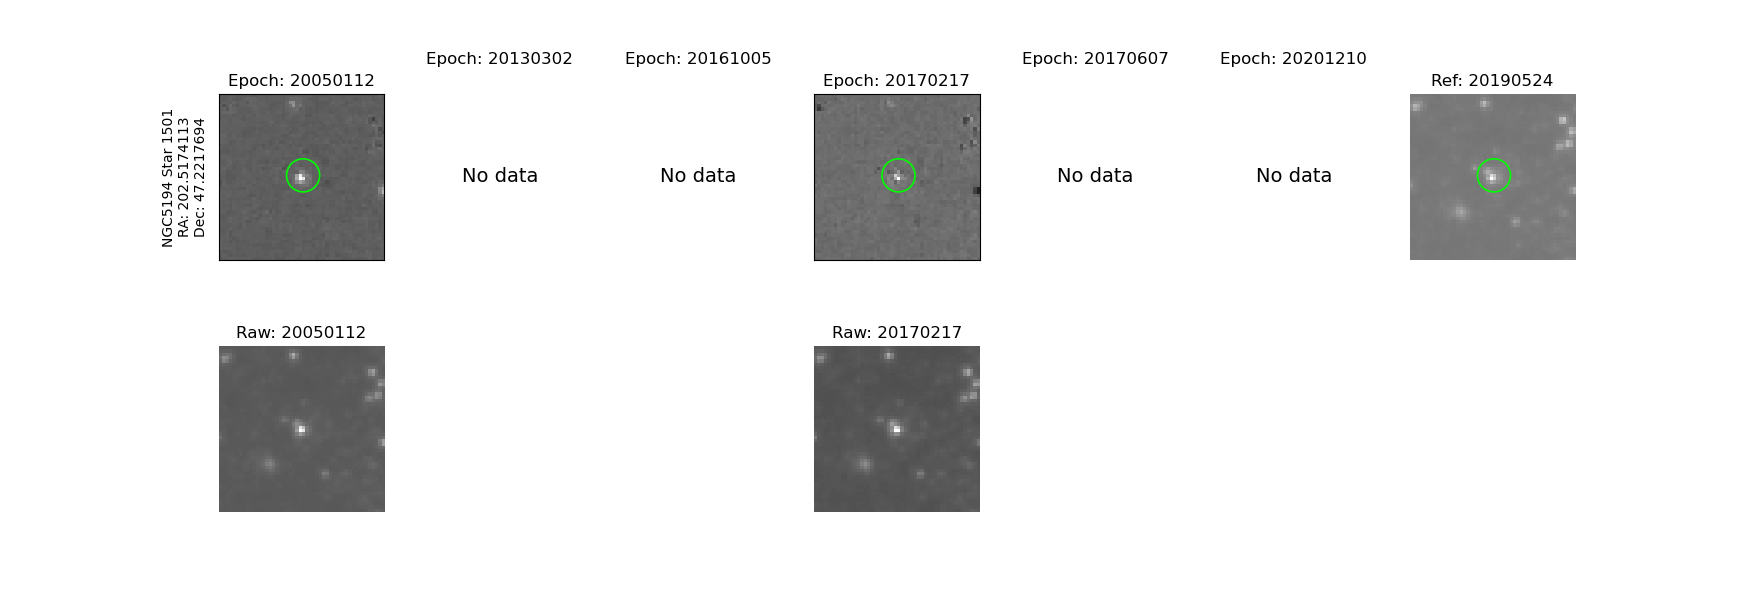 Epoch: 20050112
Epoch: 20130302
Epoch: 20161005
Epoch: 20170217
Epoch: 20170607
Epoch: 20201210
Ref: 20190524
NGC5194 Star 1501
RA: 202.5174113
Dec: 47.2217694
No data
No data
No data
No data
Raw: 20050112
Raw: 20170217